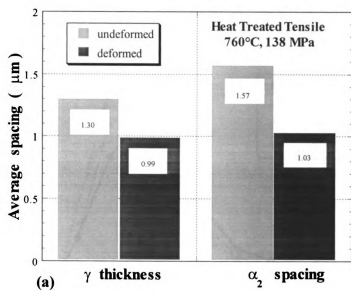 undeformed
deformed
Heat Treated Tensile
760°C, 138 MPa
Average spacing ( μm)
2
1.5
1
0.5
0
1.30
0.99
1.57
1.03
(a)
γ thickness
α₂ spacing